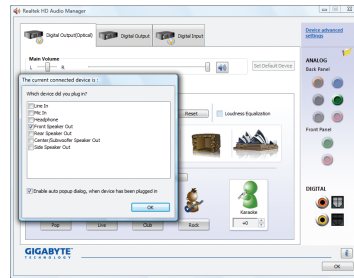 Realtek HD Audio Manager
Digital Output(Optical)
Digital Output
Digital Input
Device advanced settings
Main Volume
L
R
Set Default Device
ANALOG
Back Panel
The current connected device is :
Which device did you plug in?
Line In
Mic In
Headphone
Front Speaker Out
Rear Speaker Out
Center/Subwoofer Speaker Out
Side Speaker Out
Enable auto popup dialog, when device has been plugged in
OK
Reset
Loudness Equalization
Front Panel
Karaoke
Pop
Live
Club
Rock
+0
DIGITAL
GIGABYTE
TECHNOLOGY
OK